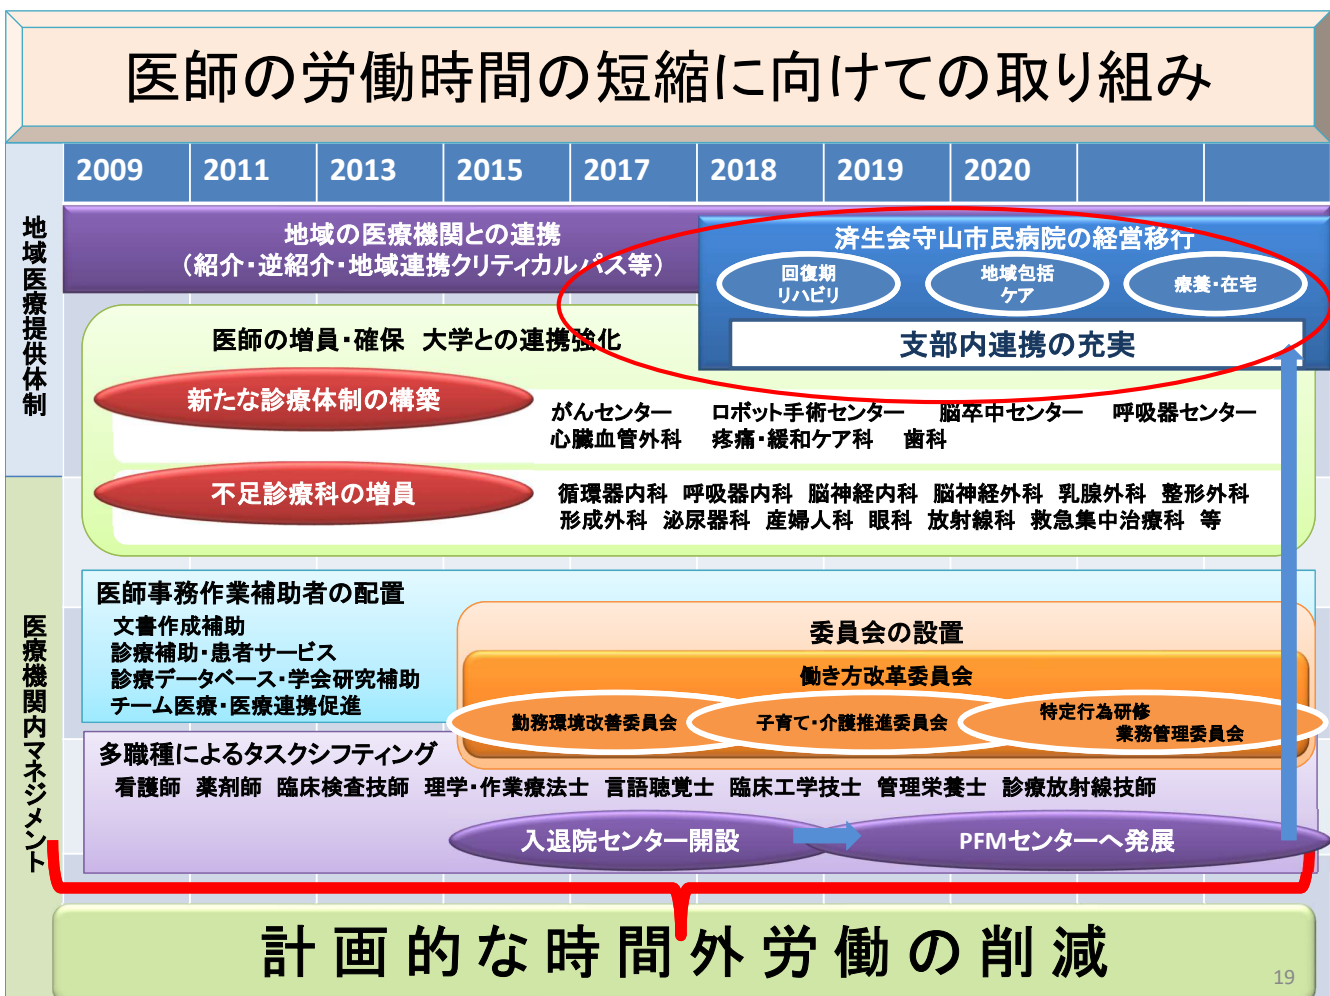 医師の労働時間の短縮に向けての取り組み
2009 2011 2013 2015 2017 2018 2019 2020
地域医療提供体制
地域の医療機関との連携
（紹介・逆紹介・地域連携クリティカルパス等）
済生会守山市民病院の経営移行
回復期
リハビリ
地域包括
ケア
療養・在宅
支部内連携の充実
医師の増員・確保 大学との連携強化
新たな診療体制の構築
がんセンター ロボット手術センター 脳卒中センター 呼吸器センター
心臓血管外科 疼痛・緩和ケア科 歯科
不足診療科の増員
循環器内科 呼吸器内科 脳神経内科 脳神経外科 乳腺外科 整形外科
形成外科 泌尿器科 産婦人科 眼科 放射線科 救急集中治療科 等
医療機関内マネジメント
医師事務作業補助者の配置
文書作成補助
診療補助・患者サービス
診療データベース・学会研究補助
チーム医療・医療連携促進
委員会の設置
働き方改革委員会
勤務環境改善委員会
子育て・介護推進委員会
特定行為研修
業務管理委員会
多職種によるタスクシフティング
看護師 薬剤師 臨床検査技師 理学・作業療法士 言語聴覚士 臨床工学技士 管理栄養士 診療放射線技師
入退院センター開設
PFMセンターへ発展
計画的な時間外労働の削減
19